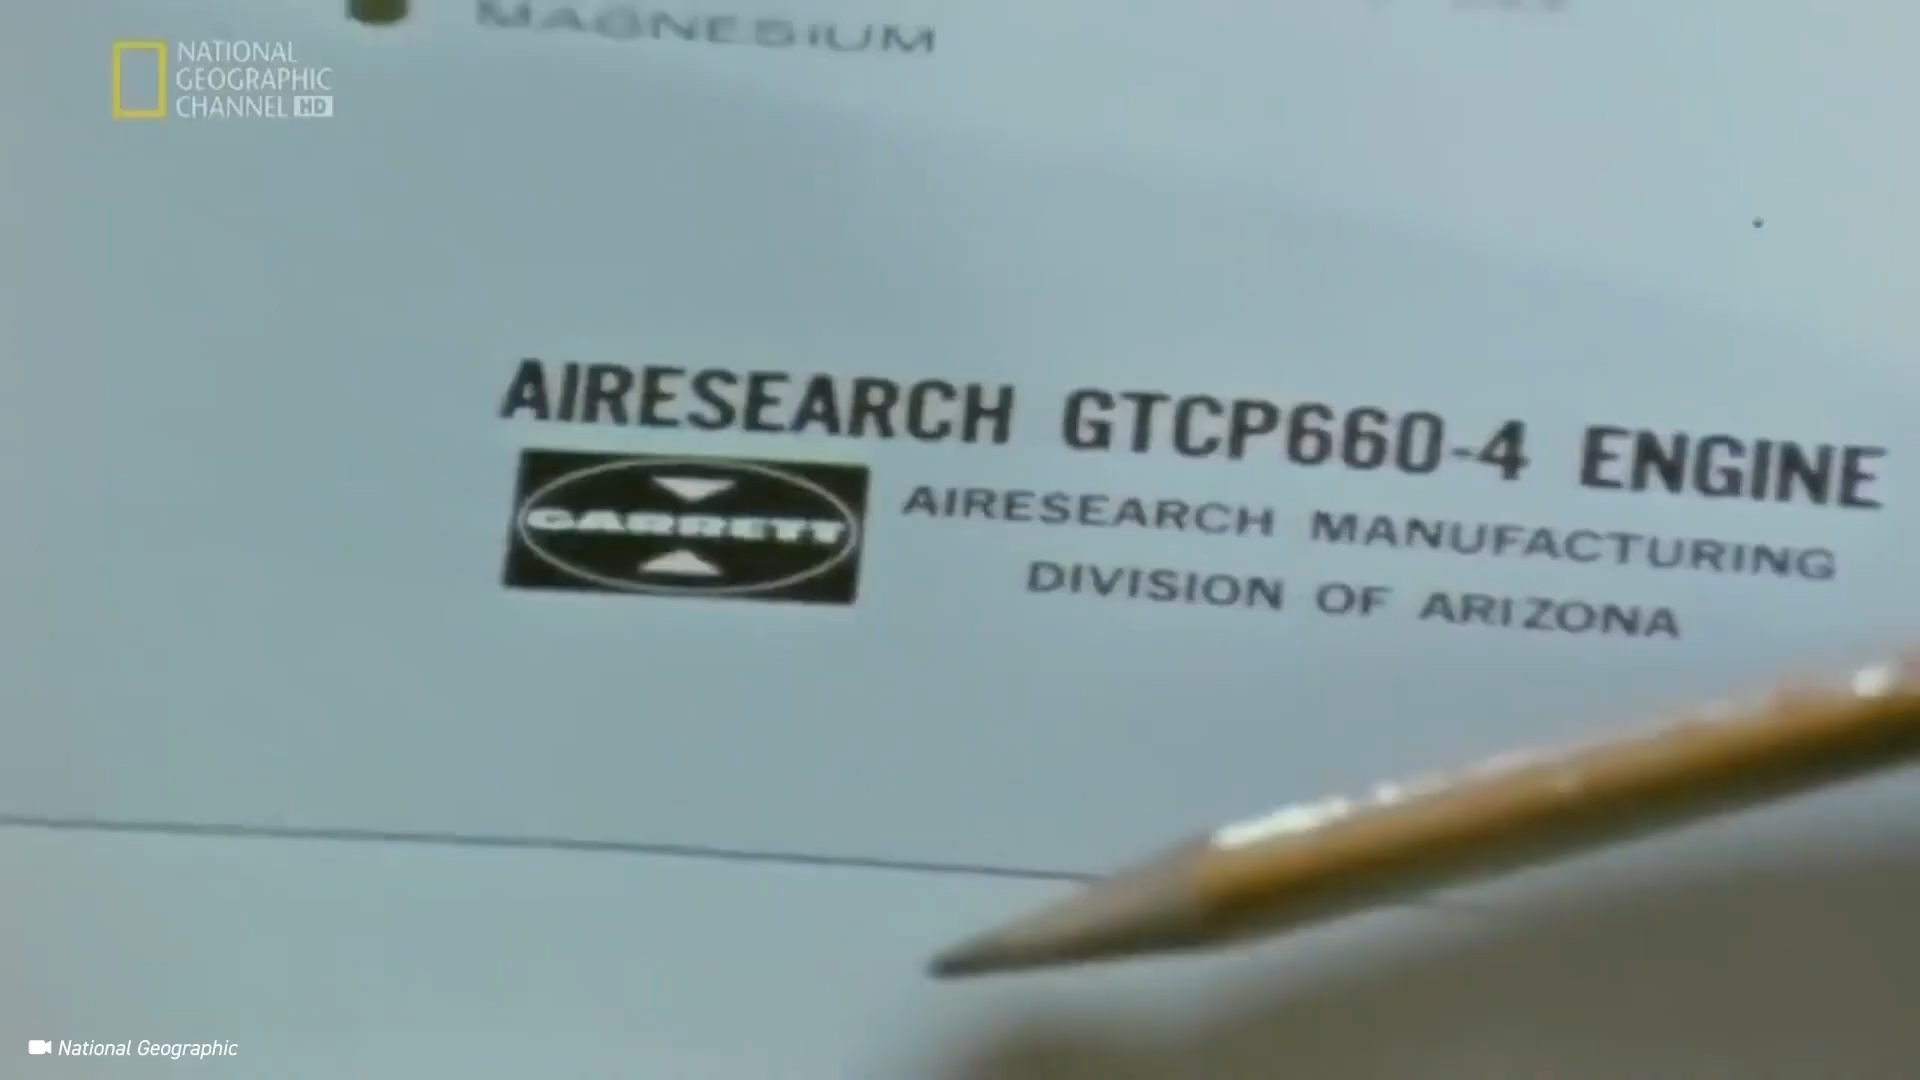 MAGNESIUM
NATIONAL
GEOGRAPHIC
CHANNEL HD
AIRESEARCH GTCP660-4 ENGINE
GARRETT
AIRESEARCH MANUFACTURING
DIVISION OF ARIZONA
National Geographic